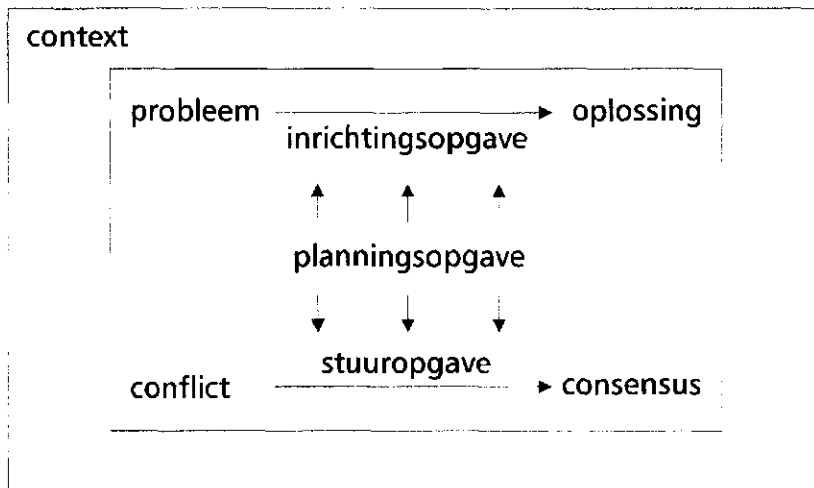 context
probleem oplossing
inrichtingsopgave
planningsopgave
stuuropgave
conflict consensus